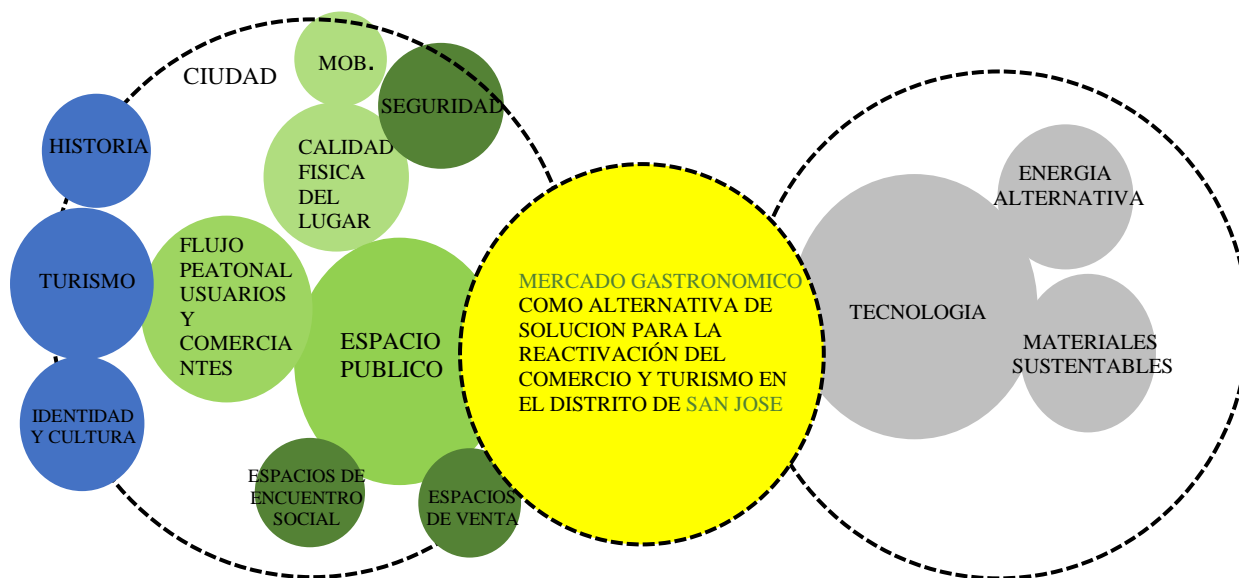 CIUDAD
MOB.
SEGURIDAD
HISTORIA
CALIDAD
FISICA
DEL
LUGAR
TURISMO
FLUJO
PEATONAL
USUARIOS
Y
COMERCIA
NTES
ESPACIO
PUBLICO
IDENTIDAD
Y CULTURA
ESPACIOS DE
ENCUENTRO
SOCIAL
ESPACIOS
DE VENTA
MERCADO GASTRONOMICO
COMO ALTERNATIVA DE
SOLUCION PARA LA
REACTIVACIÓN DEL
COMERCIO Y TURISMO EN
EL DISTRITO DE SAN JOSE
TECNOLOGIA
ENERGIA
ALTERNATIVA
MATERIALES
SUSTENTABLES